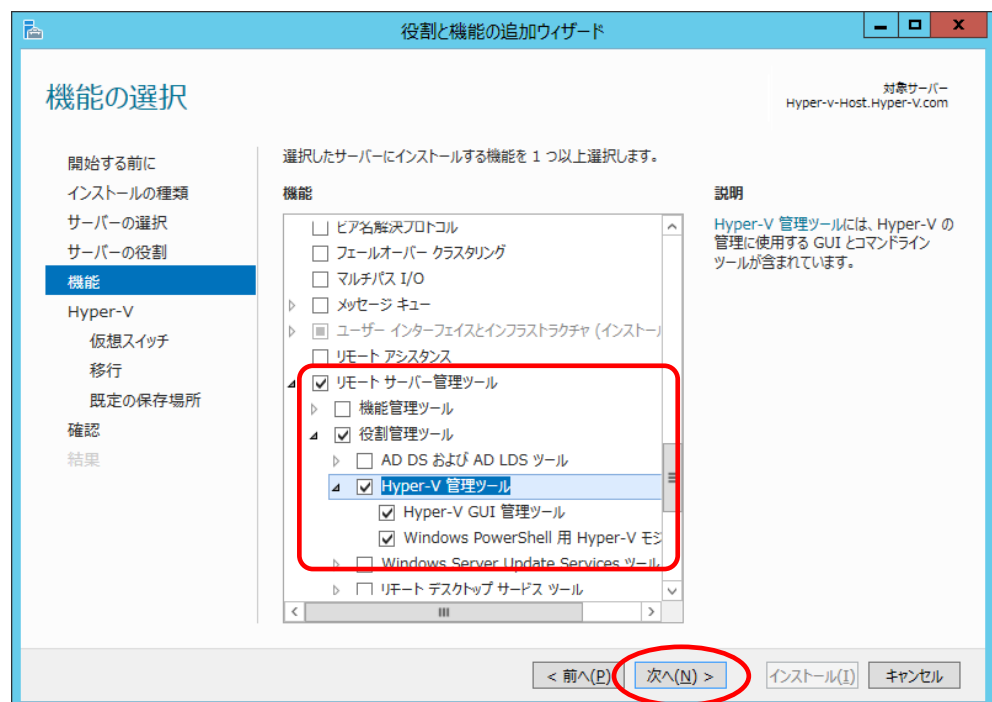 役割と機能の追加ウィザード
機能の選択
対象サーバー
Hyper-v-Host.Hyper-V.com
開始する前に
インストールの種類
サーバーの選択
サーバーの役割
機能
Hyper-V
仮想スイッチ
移行
既定の保存場所
確認
結果
選択したサーバーにインストールする機能を 1 つ以上選択します。
機能
ピア名解決プロトコル
フェールオーバー クラスタリング
マルチパス I/O
メッセージ キュー
ユーザー インターフェイスとインフラストラクチャ (インストール
リモート アシスタンス
リモート サーバー管理ツール
機能管理ツール
役割管理ツール
AD DS および AD LDS ツール
Hyper-V 管理ツール
Hyper-V GUI 管理ツール
Windows PowerShell 用 Hyper-V モジ
Windows Server Update Services ツール
リモート デスクトップ サービス ツール
説明
Hyper-V 管理ツールには、Hyper-V の
管理に使用する GUI とコマンドライン
ツールが含まれています。
< 前へ(P)
次へ(N) >
インストール(I)
キャンセル